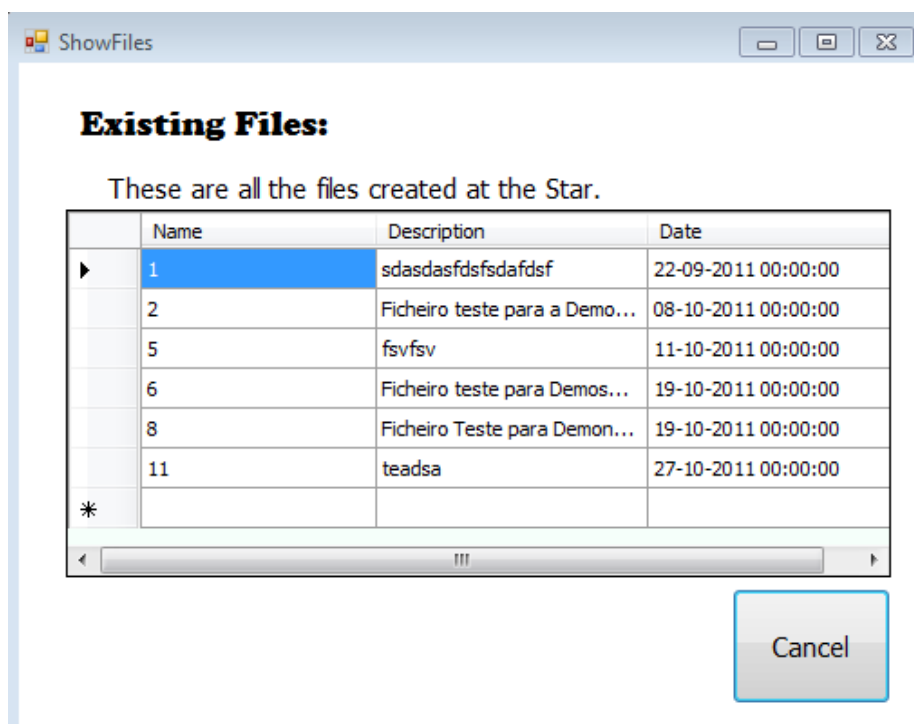 ShowFiles
Existing Files:
These are all the files created at the Star.
Name Description Date
1 sdasdasfdsfsdafdsf 22-09-2011 00:00:00
2 Ficheiro teste para a Demo... 08-10-2011 00:00:00
5 fsvfsv 11-10-2011 00:00:00
6 Ficheiro teste para Demos... 19-10-2011 00:00:00
8 Ficheiro Teste para Demon... 19-10-2011 00:00:00
11 teadsa 27-10-2011 00:00:00
Cancel